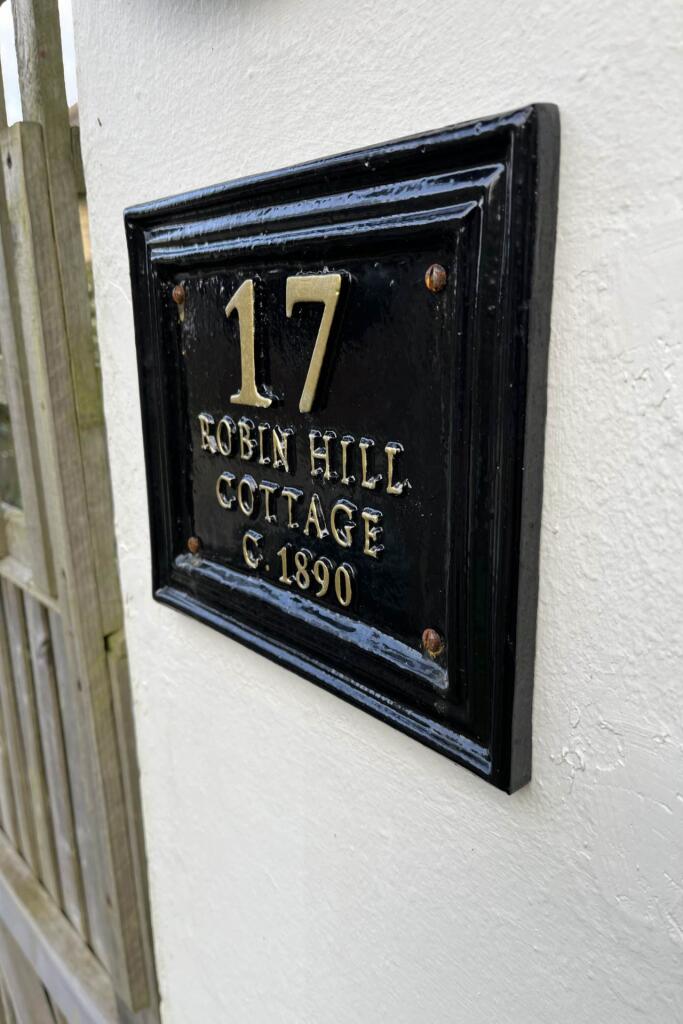 17
ROBIN HILL
COTTAGE
C. 1890